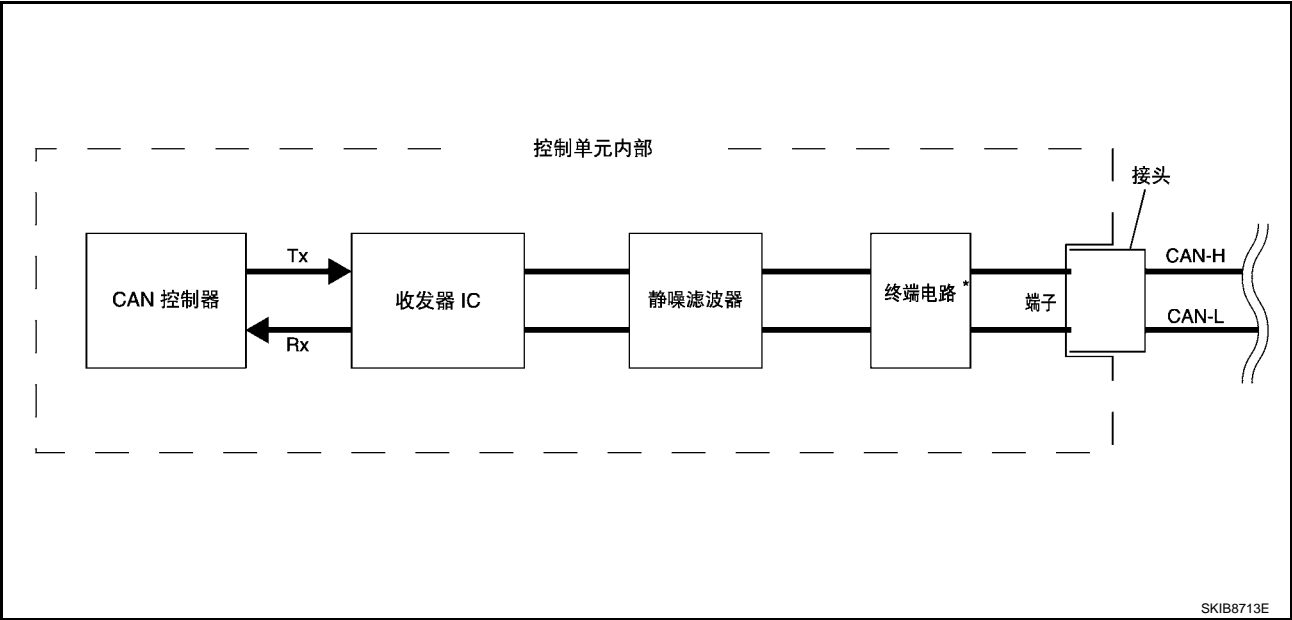 控制单元内部
接头
CAN 控制器
Tx
Rx
收发器 IC
静噪滤波器
终端电路 *
端子
CAN-H
CAN-L
SKIB8713E